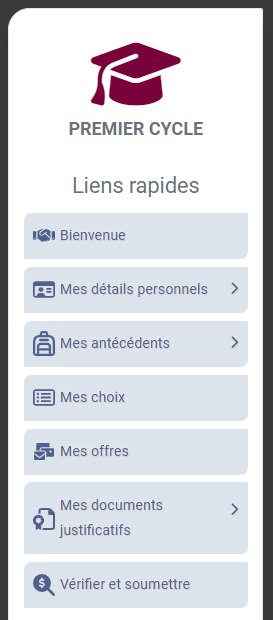 PREMIER CYCLE
Liens rapides
Bienvenue
Mes détails personnels
Mes antécédents
Mes choix
Mes offres
Mes documents
justificatifs
Vérifier et soumettre